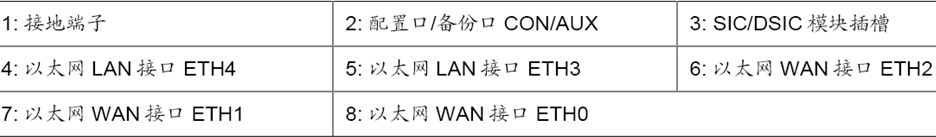 1: 接地端子 2: 配置口/备份口 CON/AUX 3: SIC/DSIC 模块插槽
4: 以太网 LAN 接口 ETH4 5: 以太网 LAN 接口 ETH3 6: 以太网 WAN 接口 ETH2
7: 以太网 WAN 接口 ETH1 8: 以太网 WAN 接口 ETH0